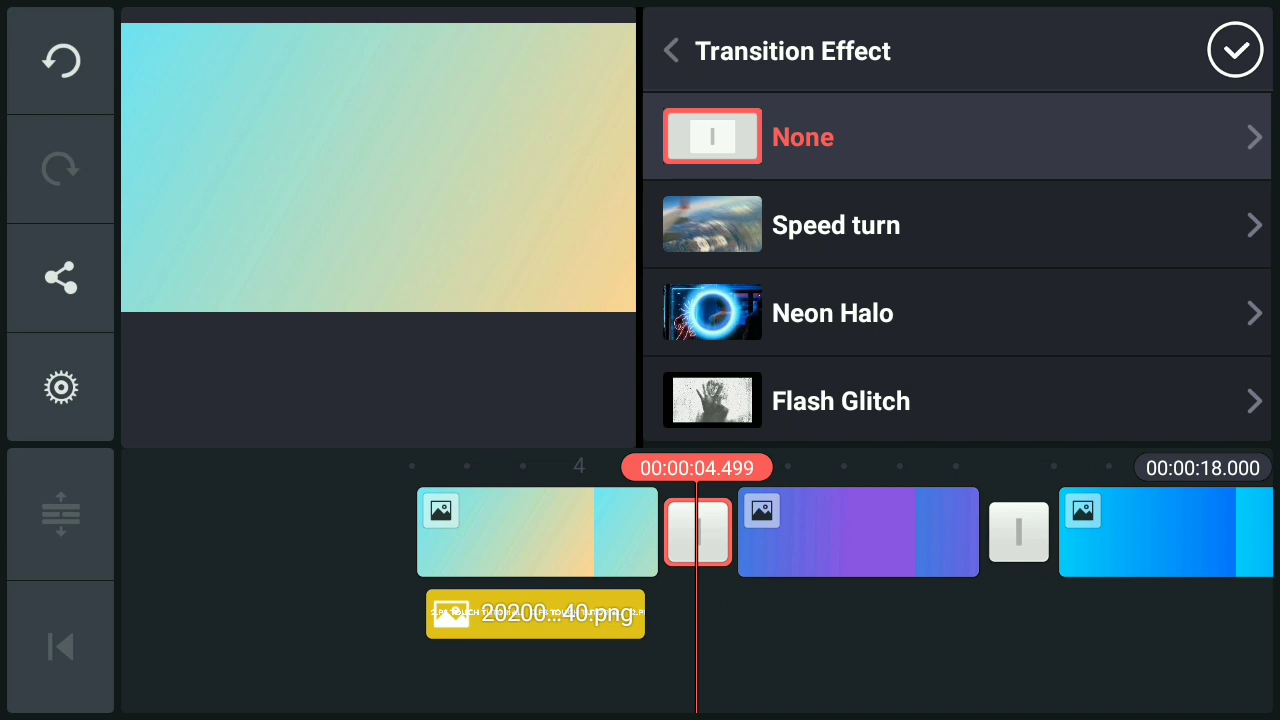 Transition Effect
None
Speed turn
Neon Halo
Flash Glitch
4
00:00:04.499
00:00:18.000
20200...40.png